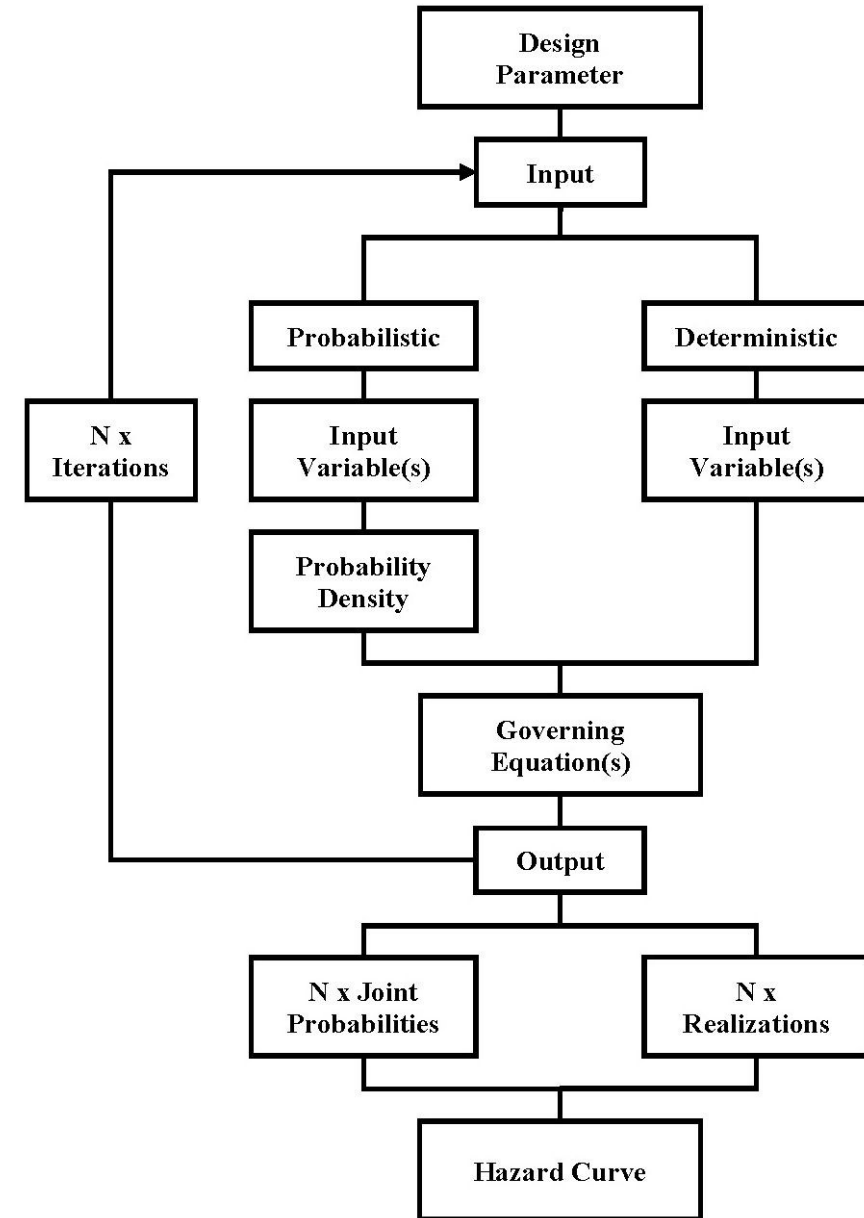 Design
Parameter
Input
Probabilistic
Deterministic
N x
Iterations
Input
Variable(s)
Input
Variable(s)
Probability
Density
Governing
Equation(s)
Output
N x Joint
Probabilities
N x
Realizations
Hazard Curve